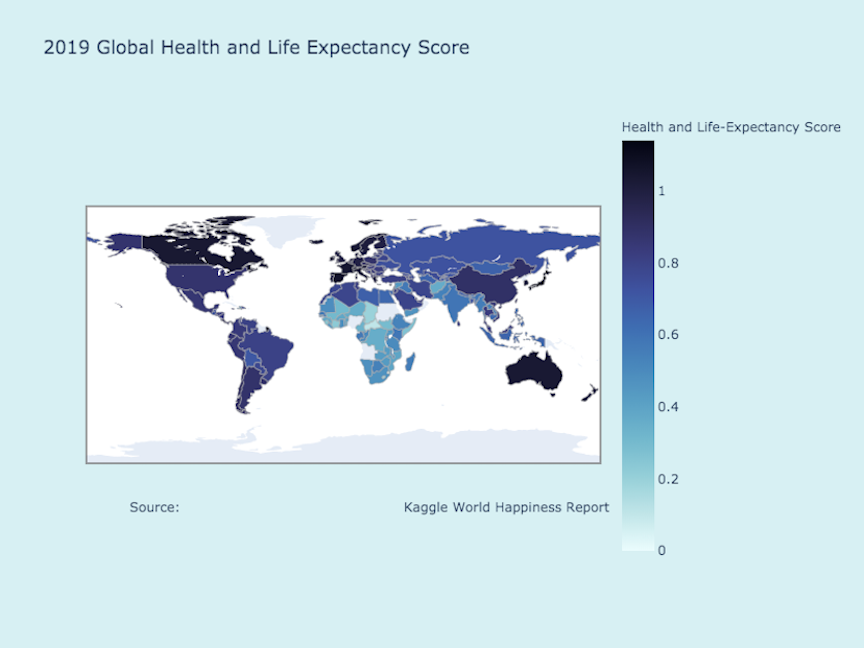 2019 Global Health and Life Expectancy Score
Health and Life-Expectancy Score
1
0.8
0.6
0.4
0.2
0
Source: Kaggle World Happiness Report